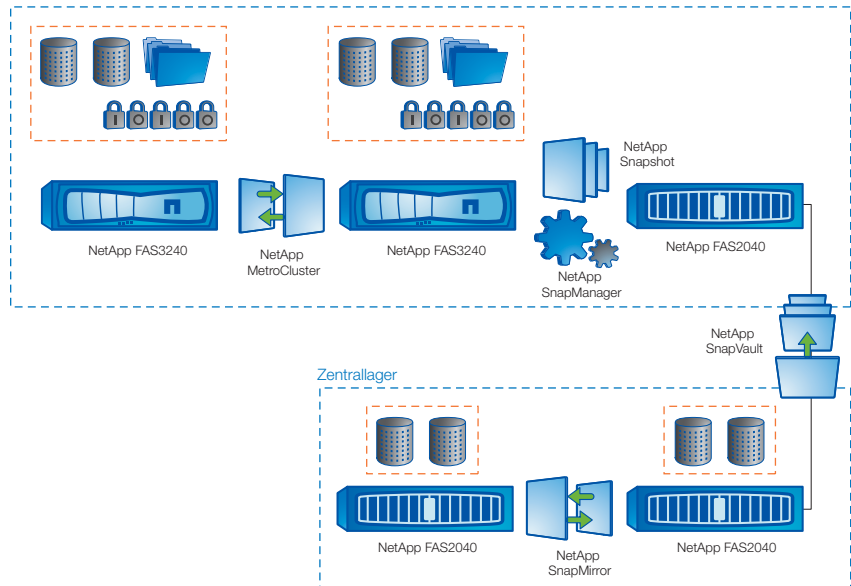 NetApp
Snapshot
NetApp FAS3240
NetApp
MetroCluster
NetApp FAS3240
NetApp
SnapManager
NetApp FAS2040
NetApp
SnapVault
Zentrallager
NetApp FAS2040
NetApp
SnapMirror
NetApp FAS2040